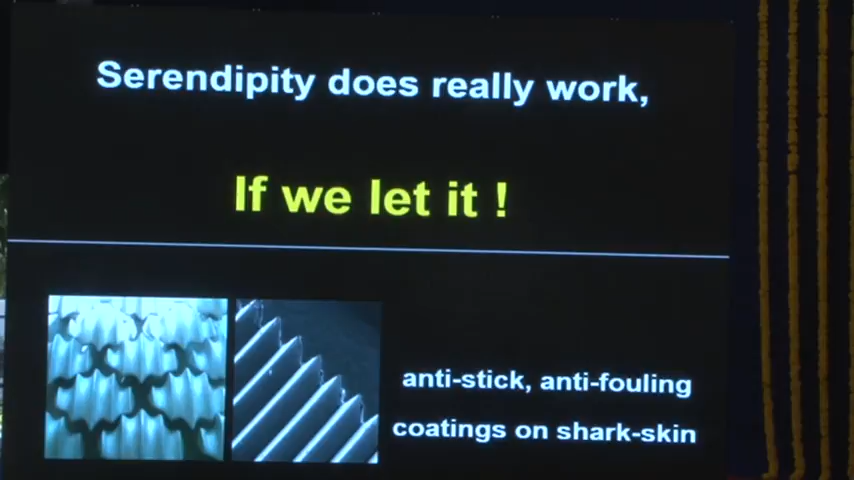 Serendipity does really work,
If we let it !
anti-stick, anti-fouling
coatings on shark-skin